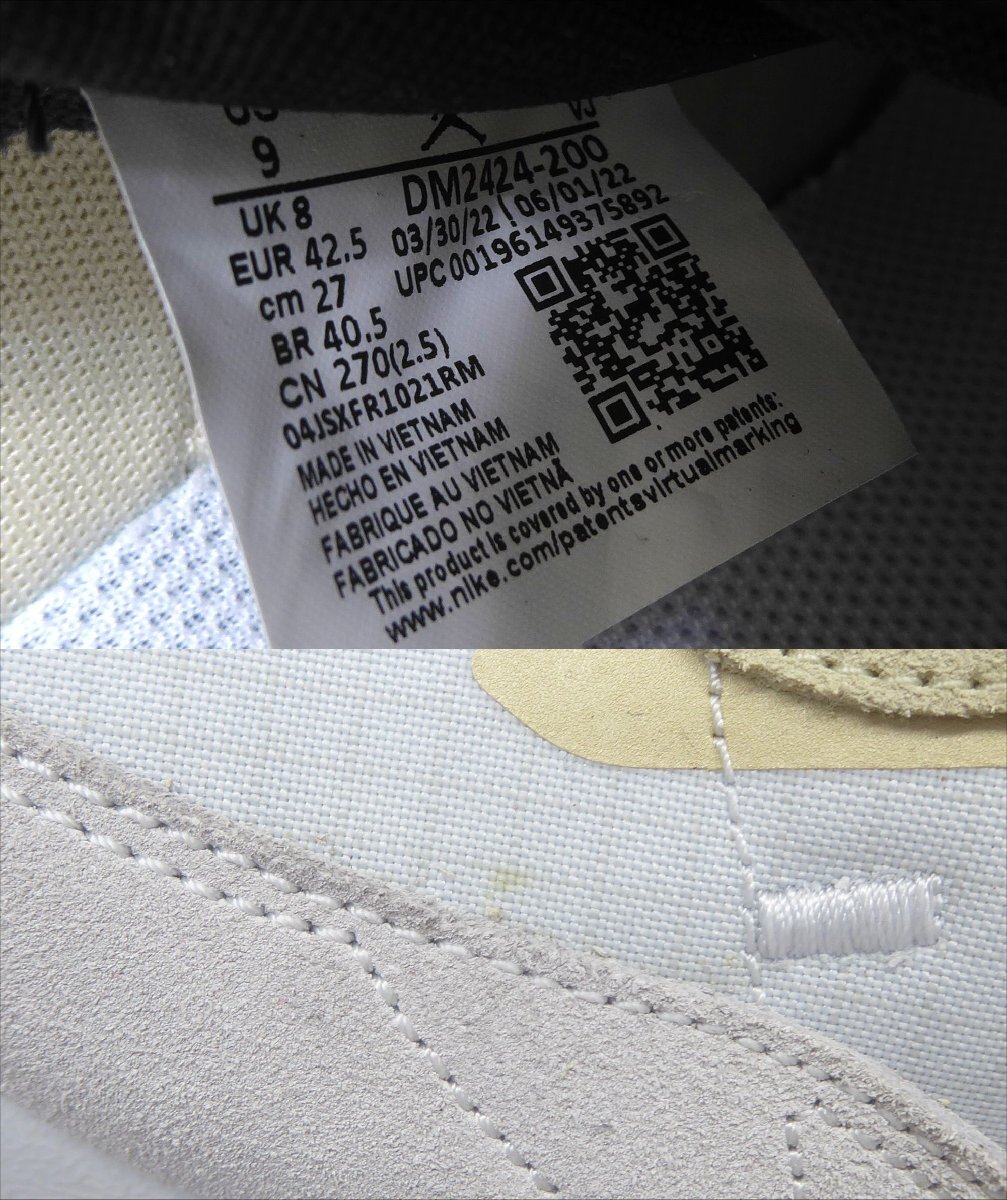 US
VJ
9
UK 8
DM2424-200
EUR 42.5
03/30/22
06/01/22
cm 27
UPC 00196149375892
BR 40.5
CN 270(2.5)
04JSXFR1021RM
MADE IN VIETNAM
HECHO EN VIETNAM
FABRIQUE AU VIETNAM
FABRICADO NO VIETNÃ
This product is covered by one or more patents:
www.nike.com/patentsvirtualmarking